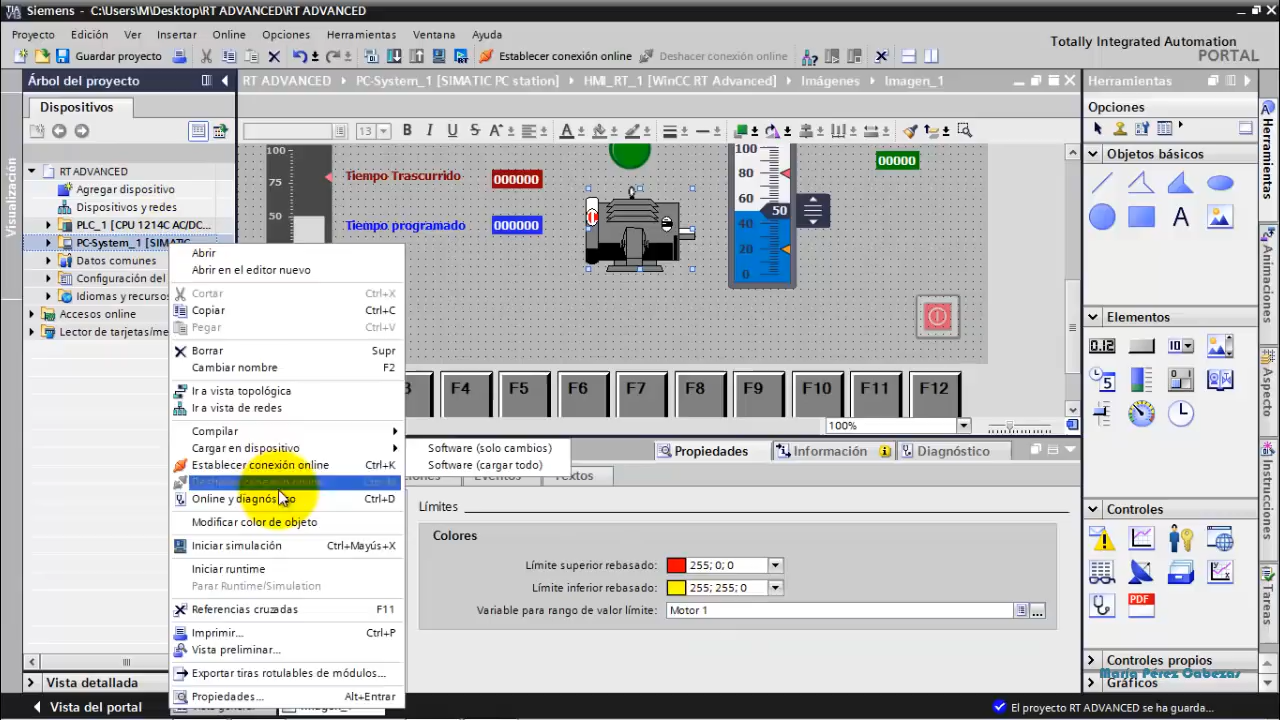 Siemens - C:\Users\M\Desktop\RT ADVANCED\RT ADVANCED
Proyecto Edición Ver Insertar Online Opciones Herramientas Ventana Ayuda
Totally Integrated Automation
PORTAL
Guardar proyecto Establecer conexión online Deshacer conexión online
Árbol del proyecto
RT ADVANCED PC-System_1 [SIMATIC PC station] HMI_RT_1 [WinCC RT Advanced] Imágenes Imagen_1
Herramientas
Dispositivos
Opciones
13 B I U S A
Objetos básicos
Visualización
RT ADVANCED
Agregar dispositivo
Dispositivos y redes
PLC_1 [CPU 1214C AC/DC...
PC-System_1 [SIMATIC
Datos comunes
Configuración del
Idiomas y recursos
Accesos online
Lector de tarjetas/me
100
75
50
Tiempo Trascurrido 000000
Tiempo programado 000000
100
80
60
50
40
20
0
00000
Abrir
Abrir en el editor nuevo
Cortar Ctrl+X
Copiar Ctrl+C
Pegar Ctrl+V
Borrar Supr
Cambiar nombre F2
Ir a vista topológica
Ir a vista de redes
Compilar
Cargar en dispositivo
Establecer conexión online Ctrl+K
Online y diagnóstico Ctrl+D
Modificar color de objeto
Iniciar simulación Ctrl+Mayús+X
Iniciar runtime
Parar Runtime/Simulation
Referencias cruzadas F11
Imprimir... Ctrl+P
Vista preliminar...
Exportar tiras rotulables de módulos...
Propiedades... Alt+Entrar
Software (solo cambios)
Software (cargar todo)
F4 F5 F6 F7 F8 F9 F10 F11 F12
100%
Propiedades Información Diagnóstico
Eventos Textos
Límites
Colores
Límite superior rebasado: 255; 0; 0
Límite inferior rebasado: 255; 255; 0
Variable para rango de valor límite: Motor 1
Elementos
Controles
PDF
Controles propios
Gráficos
María Pérez Cabezas
Herramientas
Animaciones
Instrucciones
Tareas
Vista detallada
Vista del portal
Imagen_1
El proyecto RT ADVANCED se ha guarda...